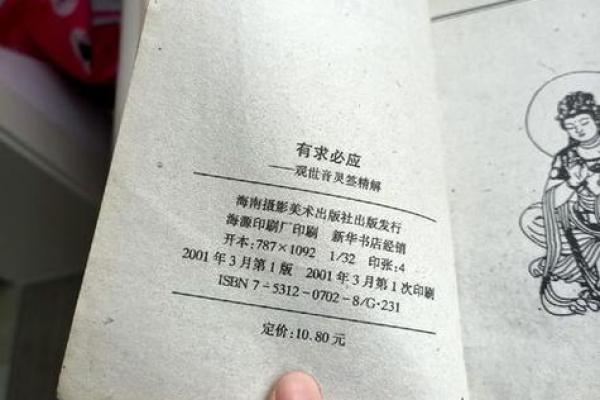 有求必应
——观世音灵签精解
海南摄影美术出版社出版发行
海源印刷厂印刷 新华书店经销
开本:787×1092 1/32 印张:4
2001年3月第1版 2001年3月第1次印刷
ISBN 7-5312-0702-8/G·231
定价:10.80元